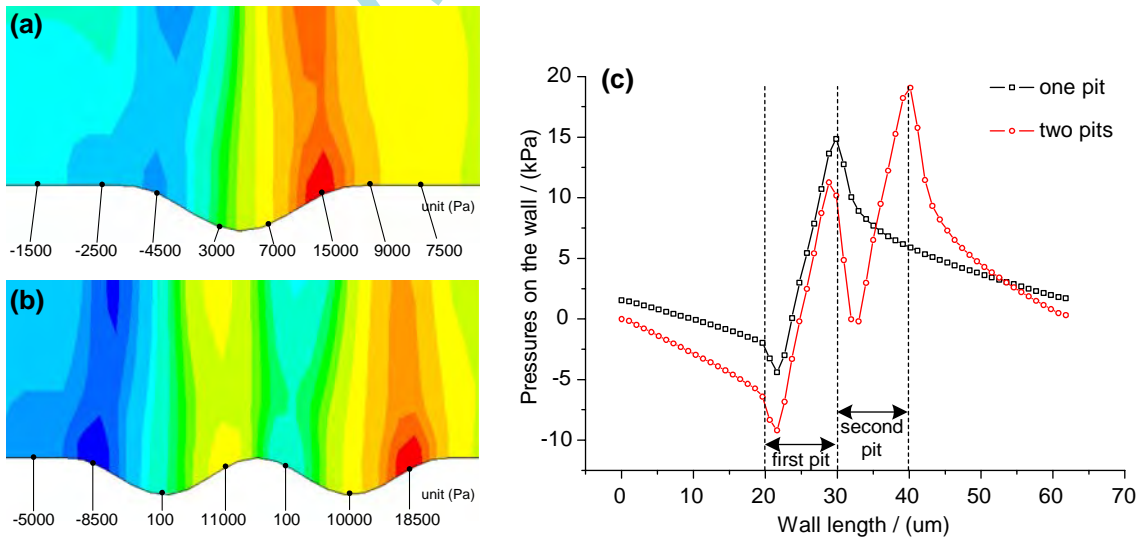 (a)
unit (Pa)
-1500 -2500 -4500 3000 7000 15000 9000 7500
(b)
unit (Pa)
-5000 -8500 100 11000 100 10000 18500
(c)
one pit
two pits
Pressures on the wall / (kPa)
20
15
10
5
0
-5
-10
first pit
second
pit
0 10 20 30 40 50 60 70
Wall length / (um)